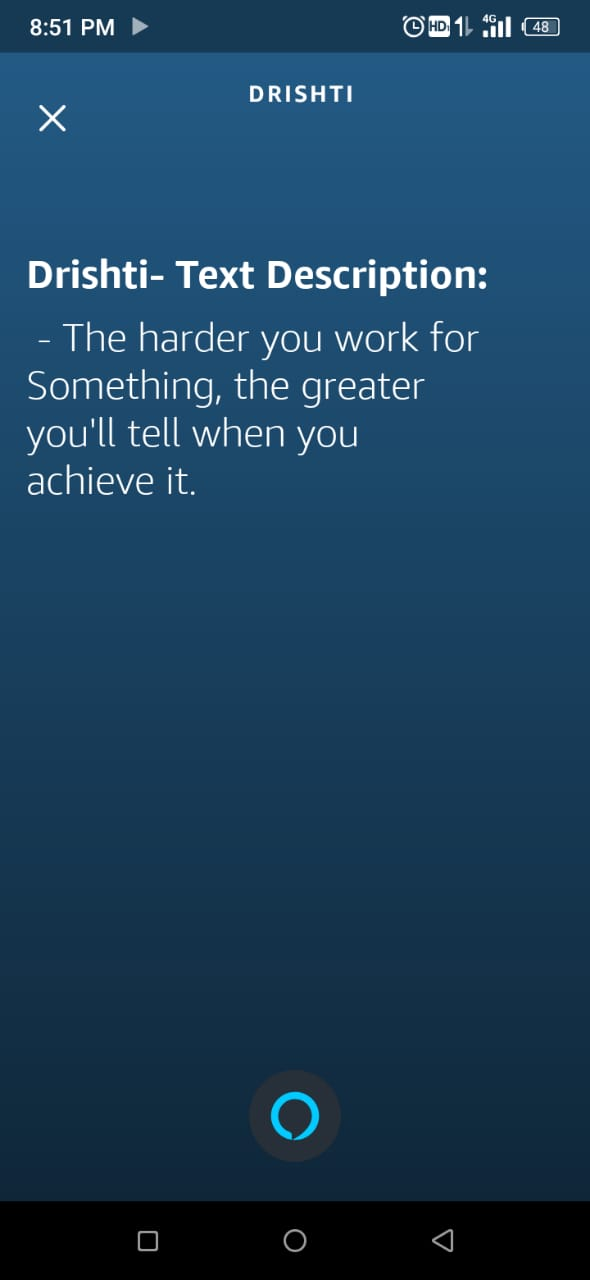 8:51 PM HD 4G 48
DRISHTI
Drishti- Text Description:
- The harder you work for
Something, the greater
you'll tell when you
achieve it.